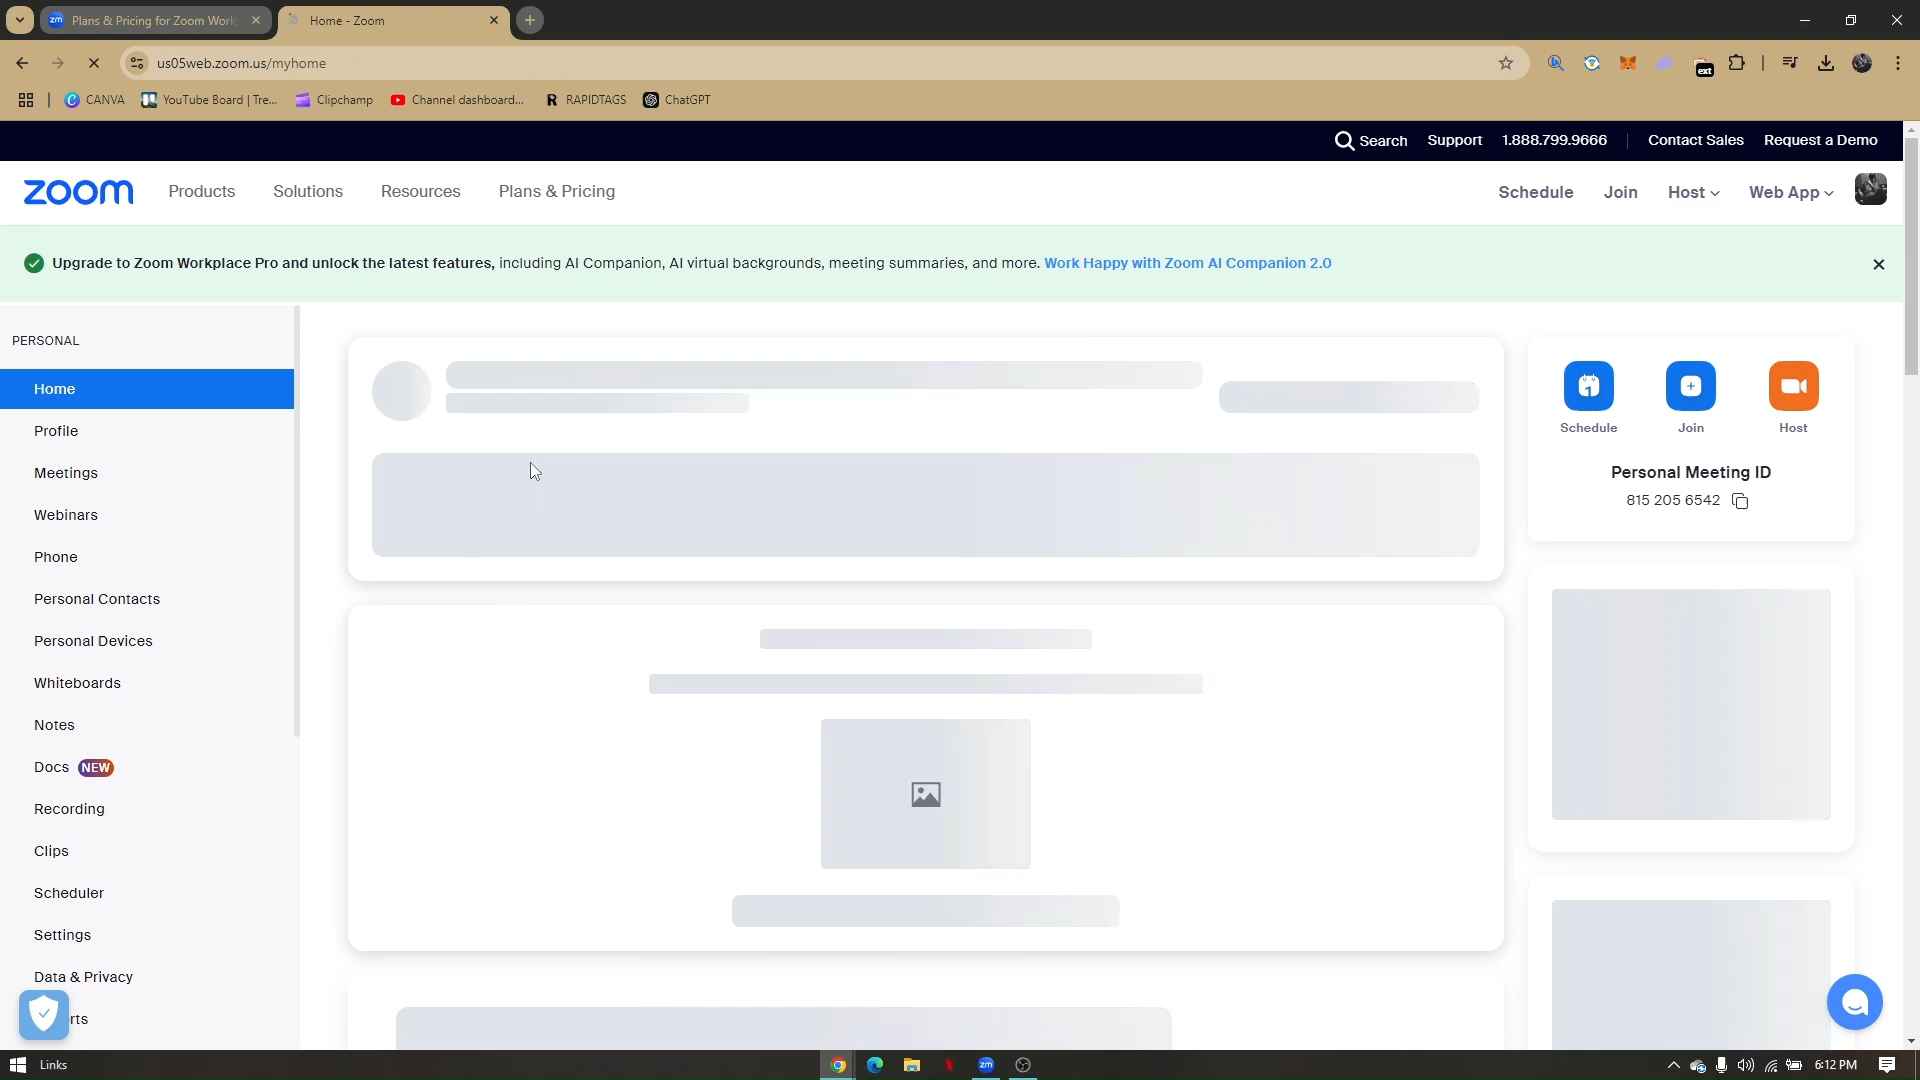 Plans & Pricing for Zoom Work
Home - Zoom
us05web.zoom.us/myhome
ext
CANVA
YouTube Board | Tre...
Clipchamp
Channel dashboard...
R RAPIDTAGS
ChatGPT
Search
Support
1.888.799.9666
Contact Sales
Request a Demo
zoom
Products
Solutions
Resources
Plans & Pricing
Schedule
Join
Host
Web App
Upgrade to Zoom Workplace Pro and unlock the latest features, including AI Companion, AI virtual backgrounds, meeting summaries, and more. Work Happy with Zoom AI Companion 2.0
PERSONAL
Home
Profile
Meetings
Webinars
Phone
Personal Contacts
Personal Devices
Whiteboards
Notes
Docs NEW
Recording
Clips
Scheduler
Settings
Data & Privacy
rts
1
Schedule
Join
Host
Personal Meeting ID
815 205 6542
Links
zm
6:12 PM